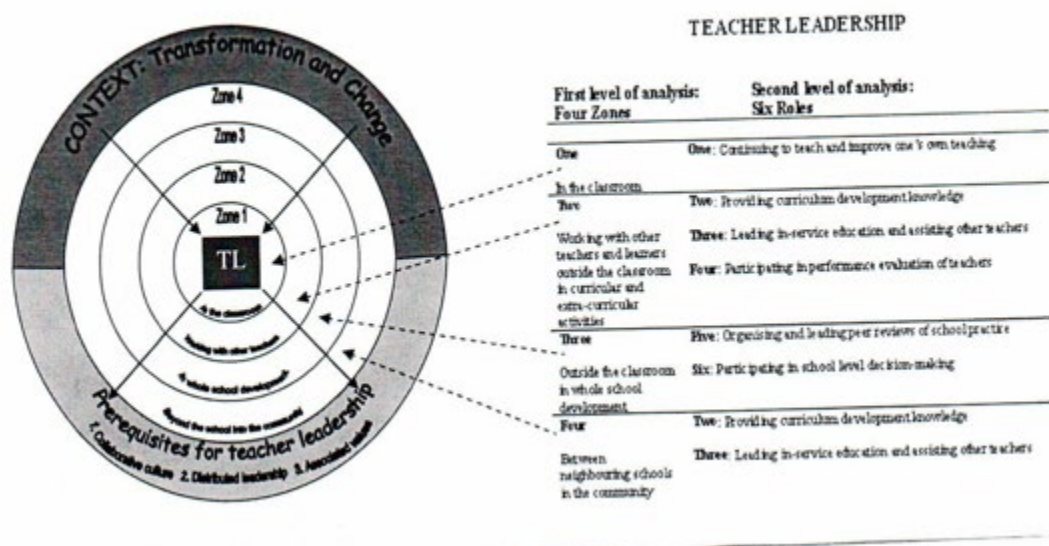 CONTEXT: Transformation and Change
Zone 4
Zone 3
Zone 2
Zone 1
TL
In the classroom
Working with other teachers
In whole school development
Beyond the school into the community
Prerequisites for teacher leadership
1. Collaborative culture 2. Distributed leadership 3. Associated values
TEACHER LEADERSHIP
First level of analysis:
Four Zones
Second level of analysis:
Six Roles
One
One: Continuing to teach and improve one's own teaching
In the classroom
Two
Two: Providing curriculum development knowledge
Working with other
teachers and learners
outside the classroom
in curricular and
extra-curricular
activities
Three: Leading in-service education and assisting other teachers
Four: Participating in performance evaluation of teachers
Three
Five: Organising and leading peer reviews of school practice
Outside the classroom
in whole school
development
Six: Participating in school level decision-making
Four
Two: Providing curriculum development knowledge
Between
neighbouring schools
in the community
Three: Leading in-service education and assisting other teachers